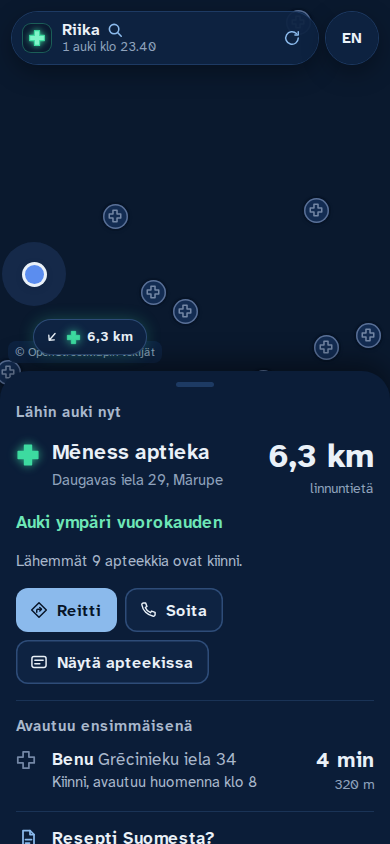 Riika
1 auki klo 23.40
EN
6,3 km
Lähin auki nyt
Mēness aptieka
Daugavas iela 29, Mārupe
6,3 km
linnuntietä
Auki ympäri vuorokauden
Lähemmät 9 apteekkia ovat kiinni.
Reitti
Soita
Näytä apteekissa
Avautuu ensimmäisenä
Benu Grēcinieku iela 34
Kiinni, avautuu huomenna klo 8
4 min
320 m
Resepti Suomesta?